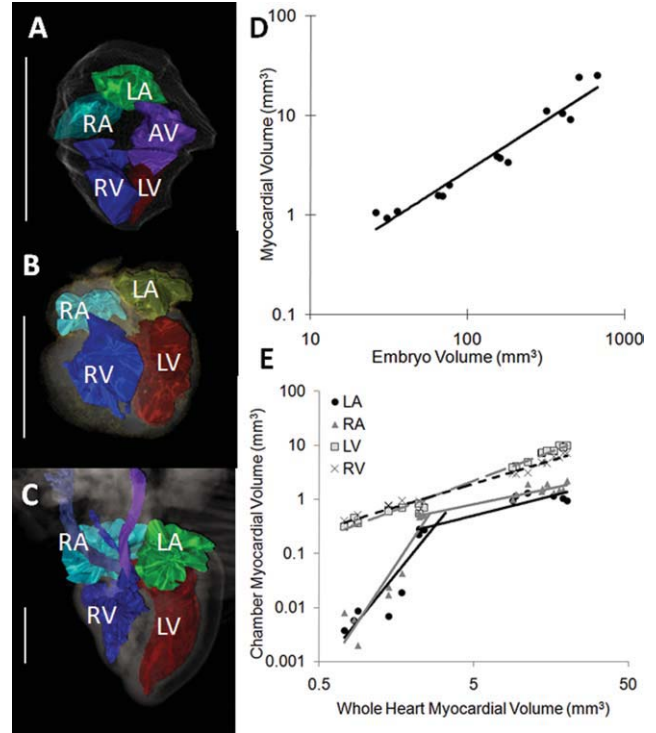 A
LA
RA
AV
RV
LV
B
LA
RA
RV
LV
C
RA
LA
RV
LV
D
100
10
1
0.1
Myocardial Volume (mm³)
10
100
1000
Embryo Volume (mm³)
E
LA
RA
LV
RV
100
10
1
0.1
0.01
0.001
Chamber Myocardial Volume (mm³)
0.5
5
50
Whole Heart Myocardial Volume (mm³)